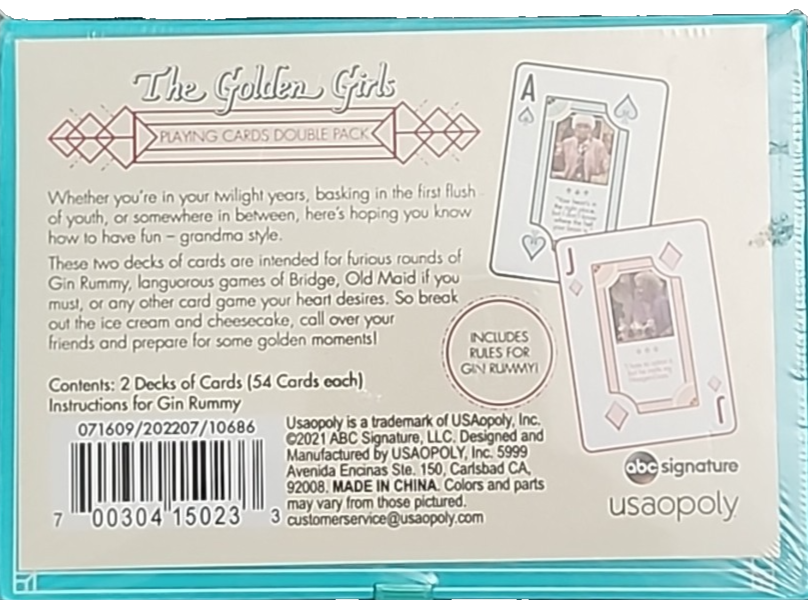 The Golden Girls
PLAYING CARDS DOUBLE PACK
Whether you're in your twilight years, basking in the first flush
of youth, or somewhere in between, here's hoping you know
how to have fun – grandma style.
These two decks of cards are intended for furious rounds of
Gin Rummy, languorous games of Bridge, Old Maid if you
must, or any other card game your heart desires. So break
out the ice cream and cheesecake, call over your
friends and prepare for some golden moments!
Contents: 2 Decks of Cards (54 Cards each)
Instructions for Gin Rummy
A
J
J
INCLUDES
RULES FOR
GIN RUMMY!
071609/202207/10686
7 00304 15023 3
Usaopoly is a trademark of USAopoly, Inc.
©2021 ABC Signature, LLC. Designed and
Manufactured by USAOPOLY, Inc. 5999
Avenida Encinas Ste. 150, Carlsbad CA,
92008. MADE IN CHINA. Colors and parts
may vary from those pictured.
customerservice@usaopoly.com
abc signature
usaopoly